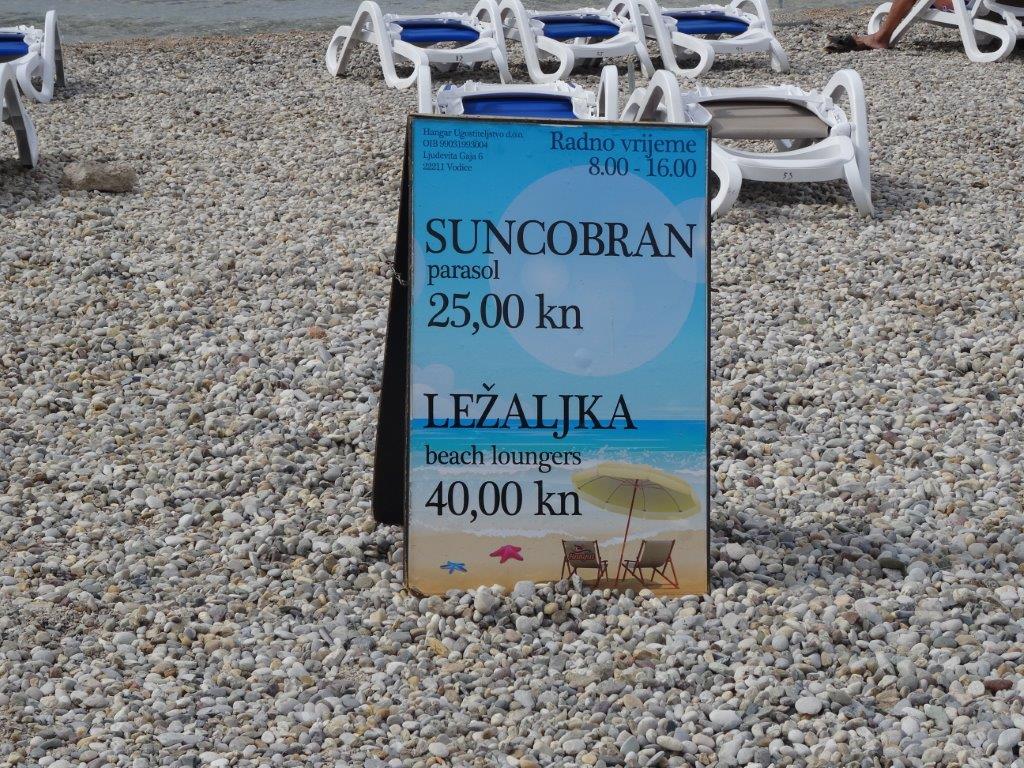 Hangar Ugostiteljstvo d.o.o.
OIB 99031993004
Ljudevita Gaja 6
22211 Vodice
Radno vrijeme
8.00 - 16.00
SUNCOBRAN
parasol
25,00 kn
LEŽALJKA
beach loungers
40,00 kn
53